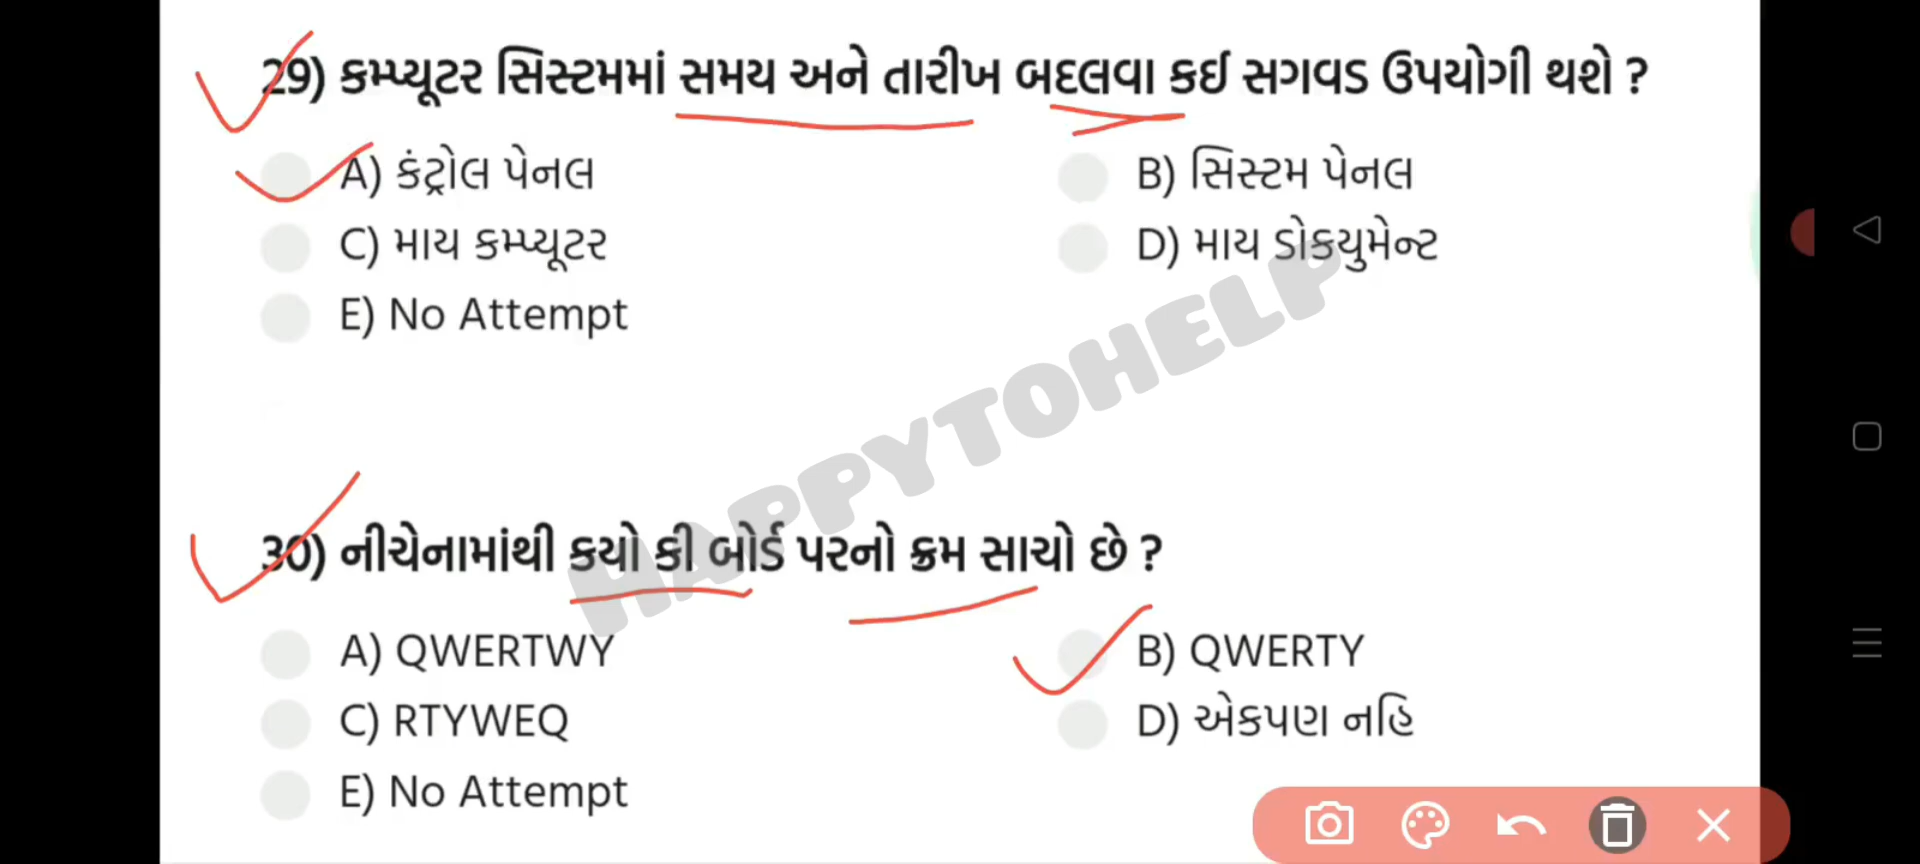 29) કમ્પ્યૂટર સિસ્ટમમાં સમય અને તારીખ બદલવા કઈ સગવડ ઉપયોગી થશે ?
A) કંટ્રોલ પેનલ
B) સિસ્ટમ પેનલ
C) માય કમ્પ્યૂટર
D) માય ડોકયુમેન્ટ
E) No Attempt
HAPPYTOHELP
30) નીચેનામાંથી કયો કી બોર્ડ પરનો ક્રમ સાચો છે ?
A) QWERTWY
B) QWERTY
C) RTYWEQ
D) એકપણ નહિ
E) No Attempt